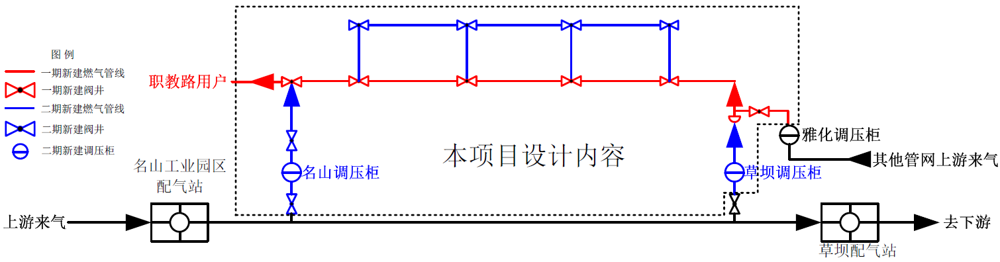 图 例
一期新建燃气管线
一期新建阀井
二期新建燃气管线
二期新建阀井
二期新建调压柜
职教路用户
雅化调压柜
本项目设计内容
其他管网上游来气
名山工业园区
配气站
名山调压柜
草坝调压柜
上游来气
去下游
草坝配气站